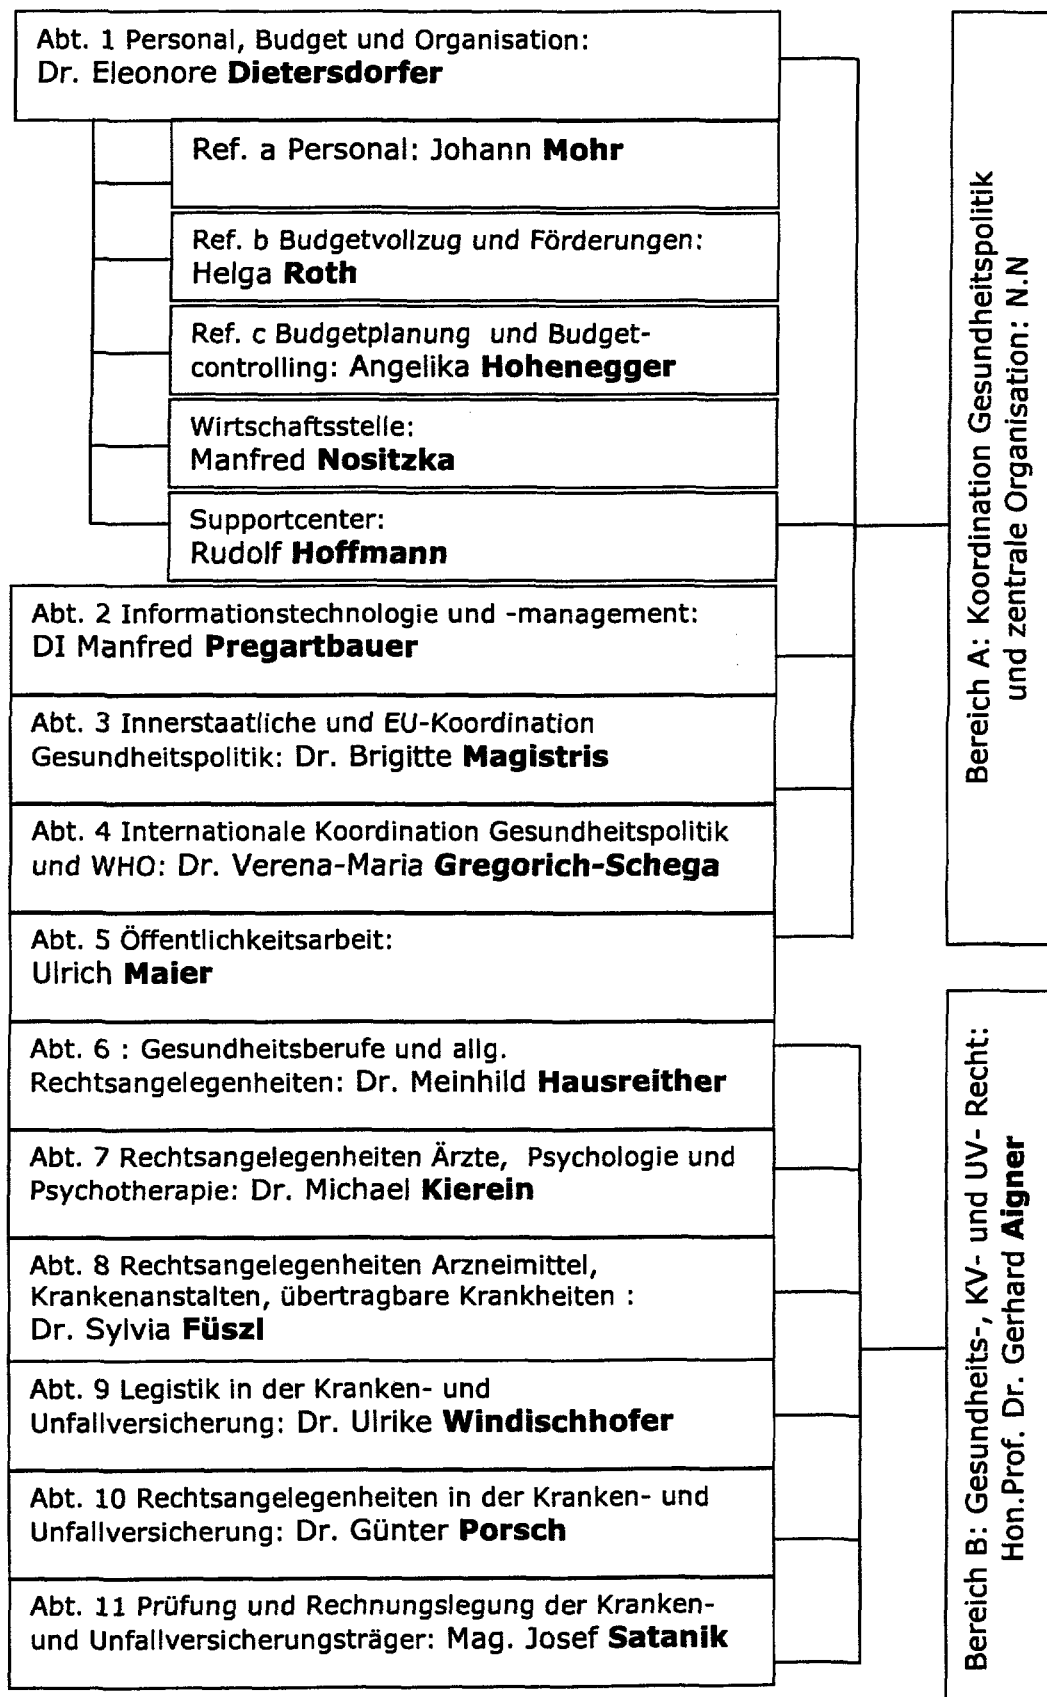 Abt. 1 Personal, Budget und Organisation:
Dr. Eleonore Dietersdorfer
Ref. a Personal: Johann Mohr
Ref. b Budgetvollzug und Förderungen:
Helga Roth
Ref. c Budgetplanung und Budget-
controlling: Angelika Hohenegger
Wirtschaftsstelle:
Manfred Nositzka
Supportcenter:
Rudolf Hoffmann
Abt. 2 Informationstechnologie und -management:
DI Manfred Pregartbauer
Abt. 3 Innerstaatliche und EU-Koordination
Gesundheitspolitik: Dr. Brigitte Magistris
Abt. 4 Internationale Koordination Gesundheitspolitik
und WHO: Dr. Verena-Maria Gregorich-Schega
Abt. 5 Öffentlichkeitsarbeit:
Ulrich Maier
Abt. 6 : Gesundheitsberufe und allg.
Rechtsangelegenheiten: Dr. Meinhild Hausreither
Abt. 7 Rechtsangelegenheiten Ärzte, Psychologie und
Psychotherapie: Dr. Michael Kierein
Abt. 8 Rechtsangelegenheiten Arzneimittel,
Krankenanstalten, übertragbare Krankheiten :
Dr. Sylvia Füszl
Abt. 9 Legistik in der Kranken- und
Unfallversicherung: Dr. Ulrike Windischhofer
Abt. 10 Rechtsangelegenheiten in der Kranken- und
Unfallversicherung: Dr. Günter Porsch
Abt. 11 Prüfung und Rechnungslegung der Kranken-
und Unfallversicherungsträger: Mag. Josef Satanik
Bereich A: Koordination Gesundheitspolitik
und zentrale Organisation: N.N
Bereich B: Gesundheits-, KV- und UV- Recht:
Hon.Prof. Dr. Gerhard Aigner